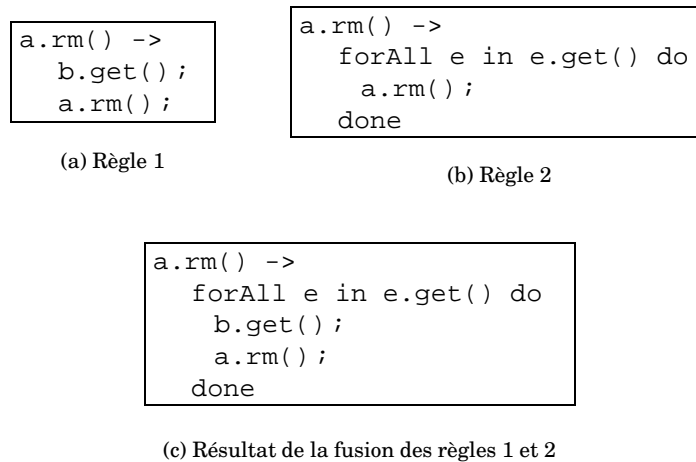 a.rm() ->
b.get();
a.rm();
(a) Règle 1
a.rm() ->
forAll e in e.get() do
a.rm();
done
(b) Règle 2
a.rm() ->
forAll e in e.get() do
b.get();
a.rm();
done
(c) Résultat de la fusion des règles 1 et 2